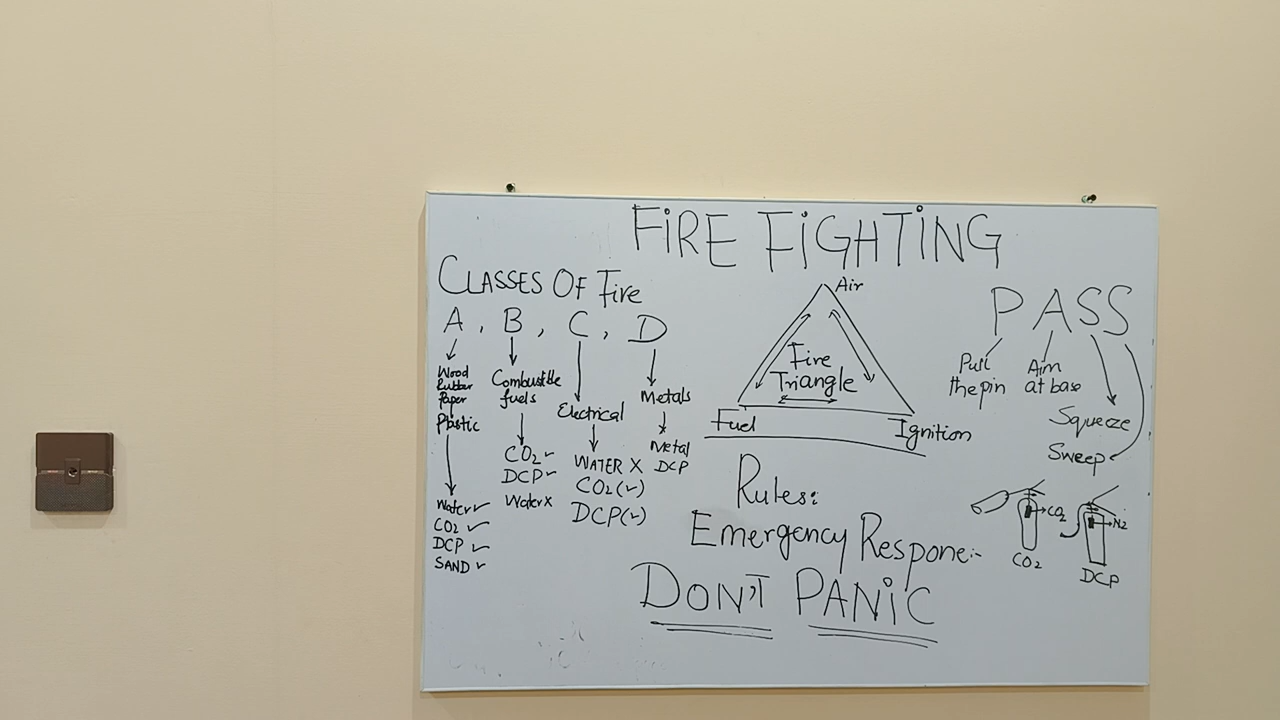 FIRE FIGHTING
CLASSES OF Fire
A, B, C, D
Wood
Rubber
Paper
Plastic
Water ✓
CO2 ✓
DCP ✓
SAND ✓
Combustible
fuels
CO2 ✓
DCP ✓
Water x
Electrical
WATER X
CO2 (✓)
DCP (✓)
Metals
Metal
DCP
Air
Fire
Triangle
Fuel
Ignition
Rules:
Emergency Respone:-
DON'T PANIC
PASS
Pull
the pin
Aim
at base
Squeeze
Sweep
CO2
CO2
N2
DCP